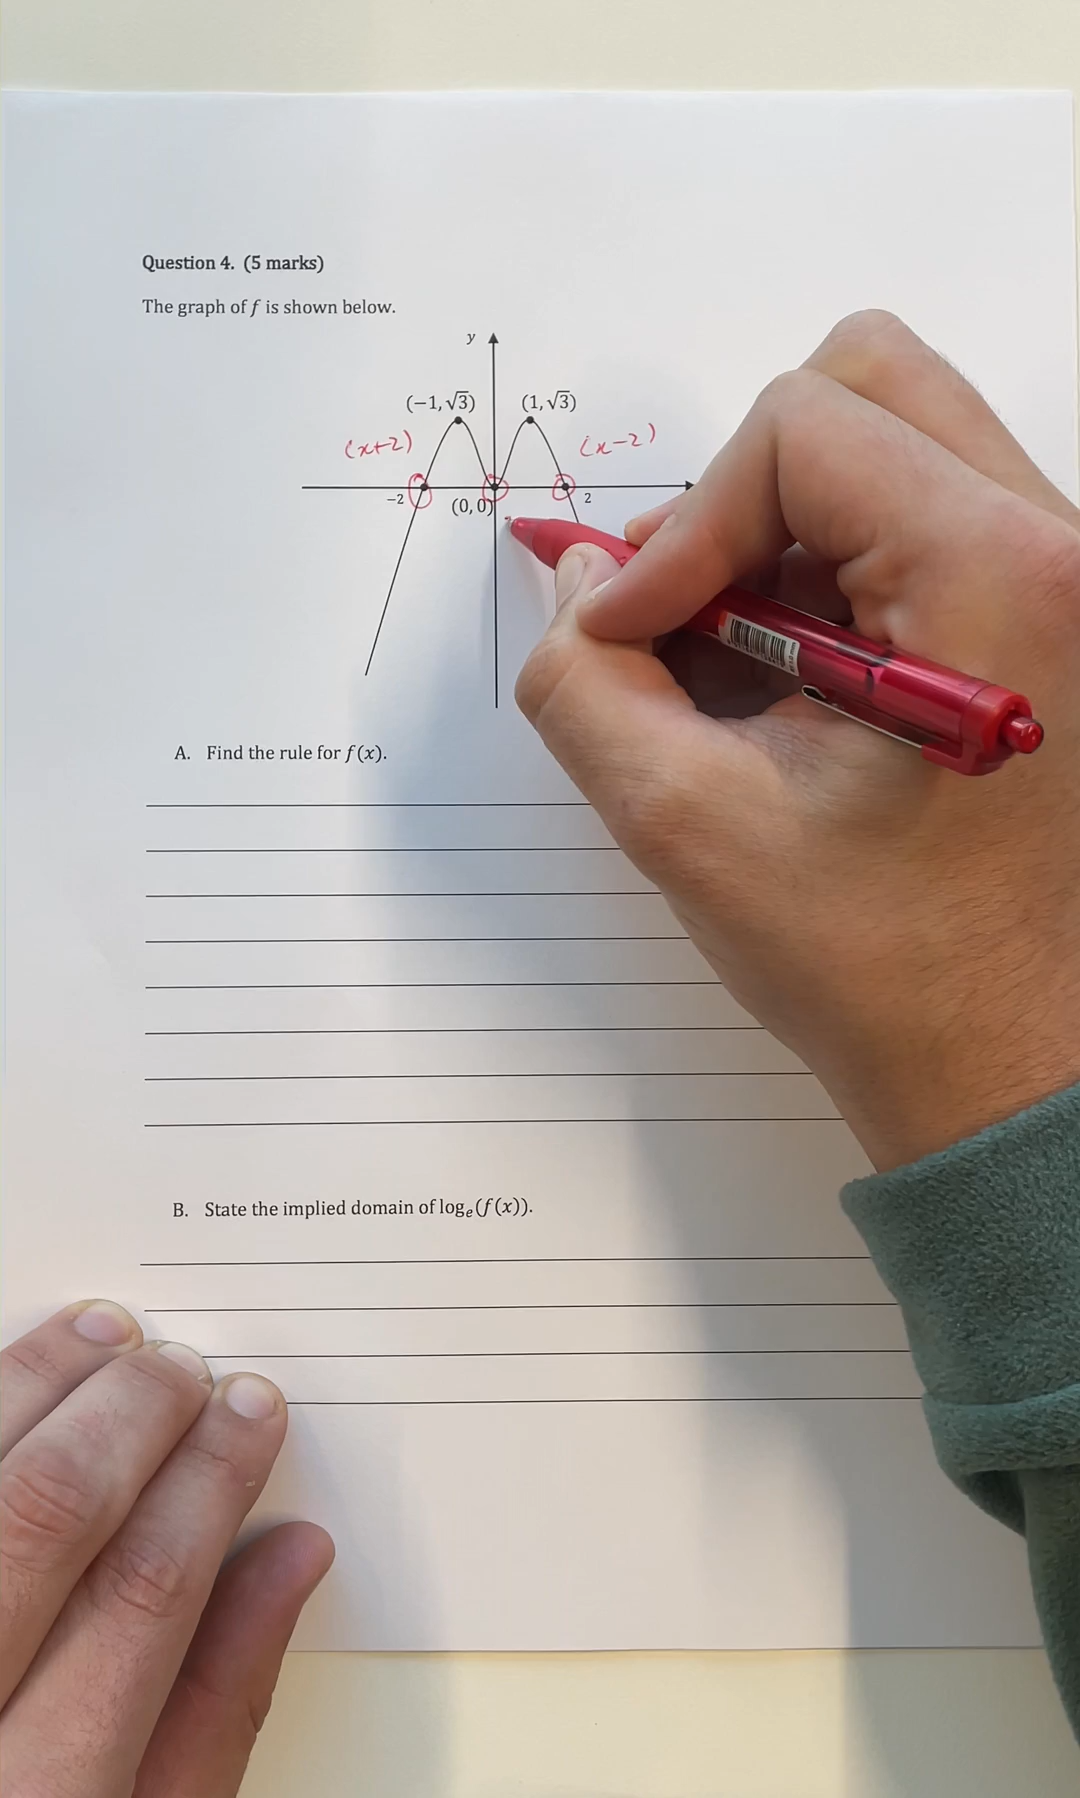 Question 4. (5 marks)
The graph of f is shown below.
y
(−1, √3) (1, √3)
(x+2) (x−2)
−2 (0, 0) 2
A. Find the rule for f(x).
B. State the implied domain of logₑ(f(x)).